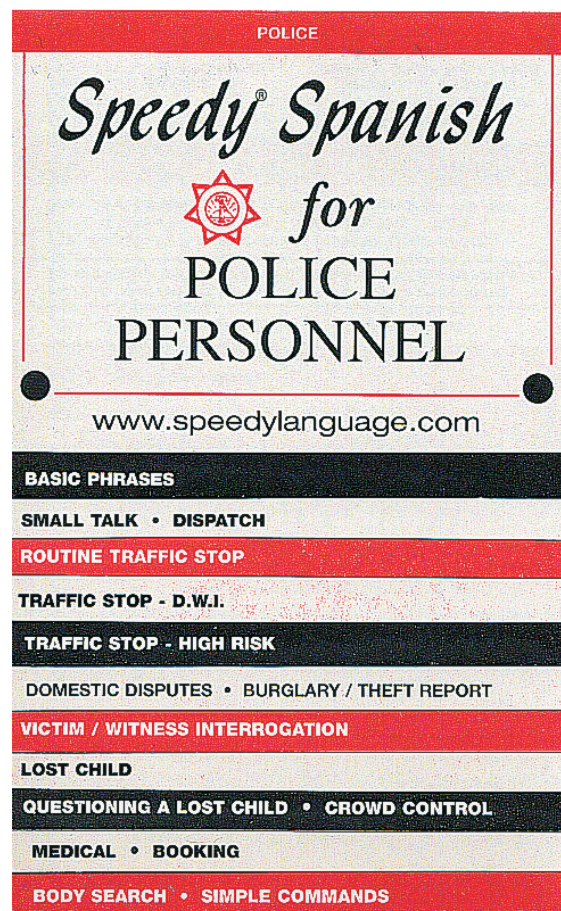 POLICE
Speedy® Spanish
for
POLICE
PERSONNEL
www.speedylanguage.com
BASIC PHRASES
SMALL TALK • DISPATCH
ROUTINE TRAFFIC STOP
TRAFFIC STOP - D.W.I.
TRAFFIC STOP - HIGH RISK
DOMESTIC DISPUTES • BURGLARY / THEFT REPORT
VICTIM / WITNESS INTERROGATION
LOST CHILD
QUESTIONING A LOST CHILD • CROWD CONTROL
MEDICAL • BOOKING
BODY SEARCH • SIMPLE COMMANDS